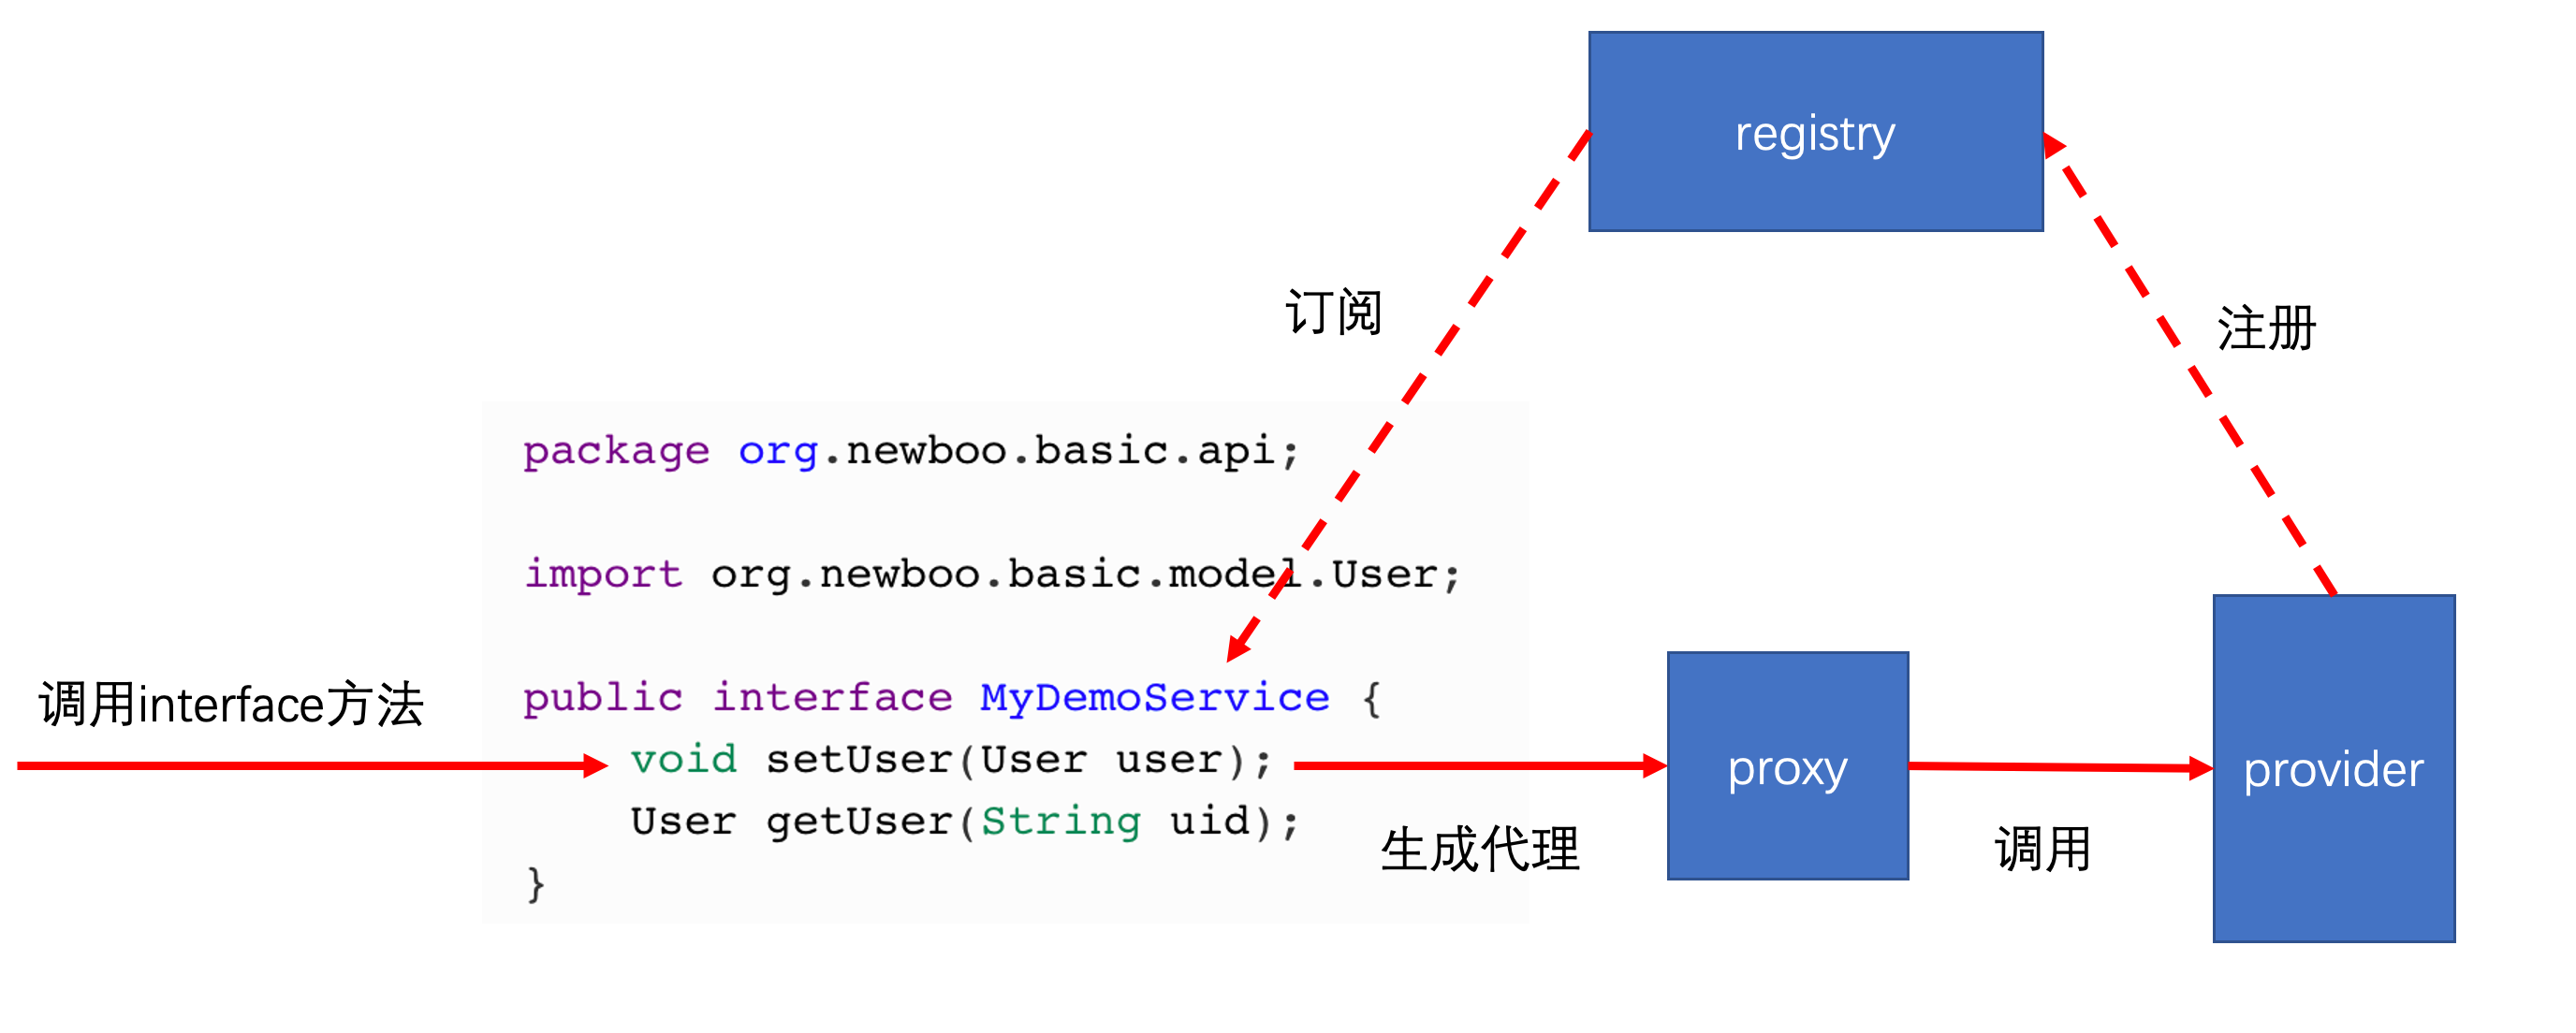 registry
订阅
注册
package org.newboo.basic.api;
import org.newboo.basic.model.User;
调用interface方法
public interface MyDemoService {
void setUser(User user);
User getUser(String uid);
}
生成代理
proxy
调用
provider